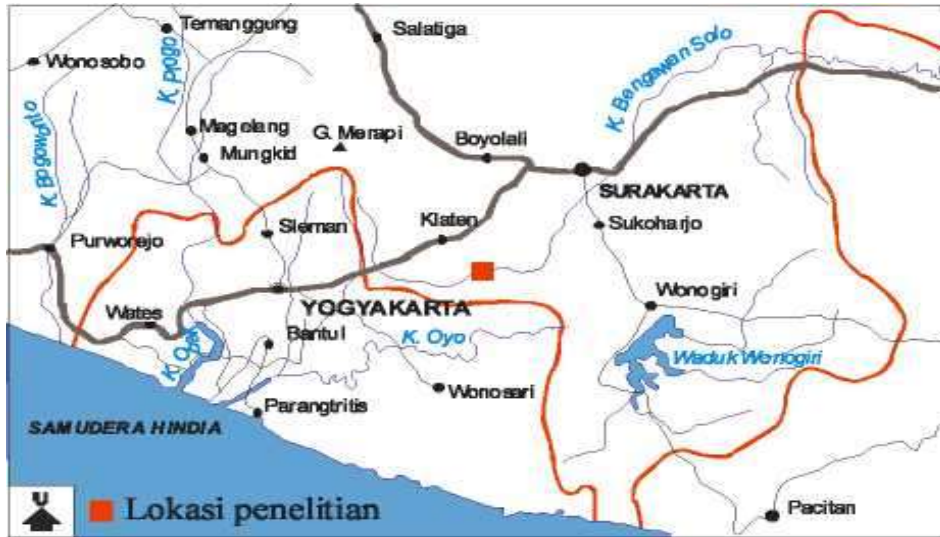 Temanggung
Salatiga
Wonosobo
K. Progo
K. Bengawan Solo
K. Bogowonto
Magelang
Mungkid
G. Merapi
Boyolali
SURAKARTA
Sleman
Klaten
Sukoharjo
Purworejo
Wates
YOGYAKARTA
Wonogiri
Bantul
K. Oyo
Waduk Wonogiri
Wonosari
Parangtritis
SAMUDERA HINDIA
U
Lokasi penelitian
Pacitan